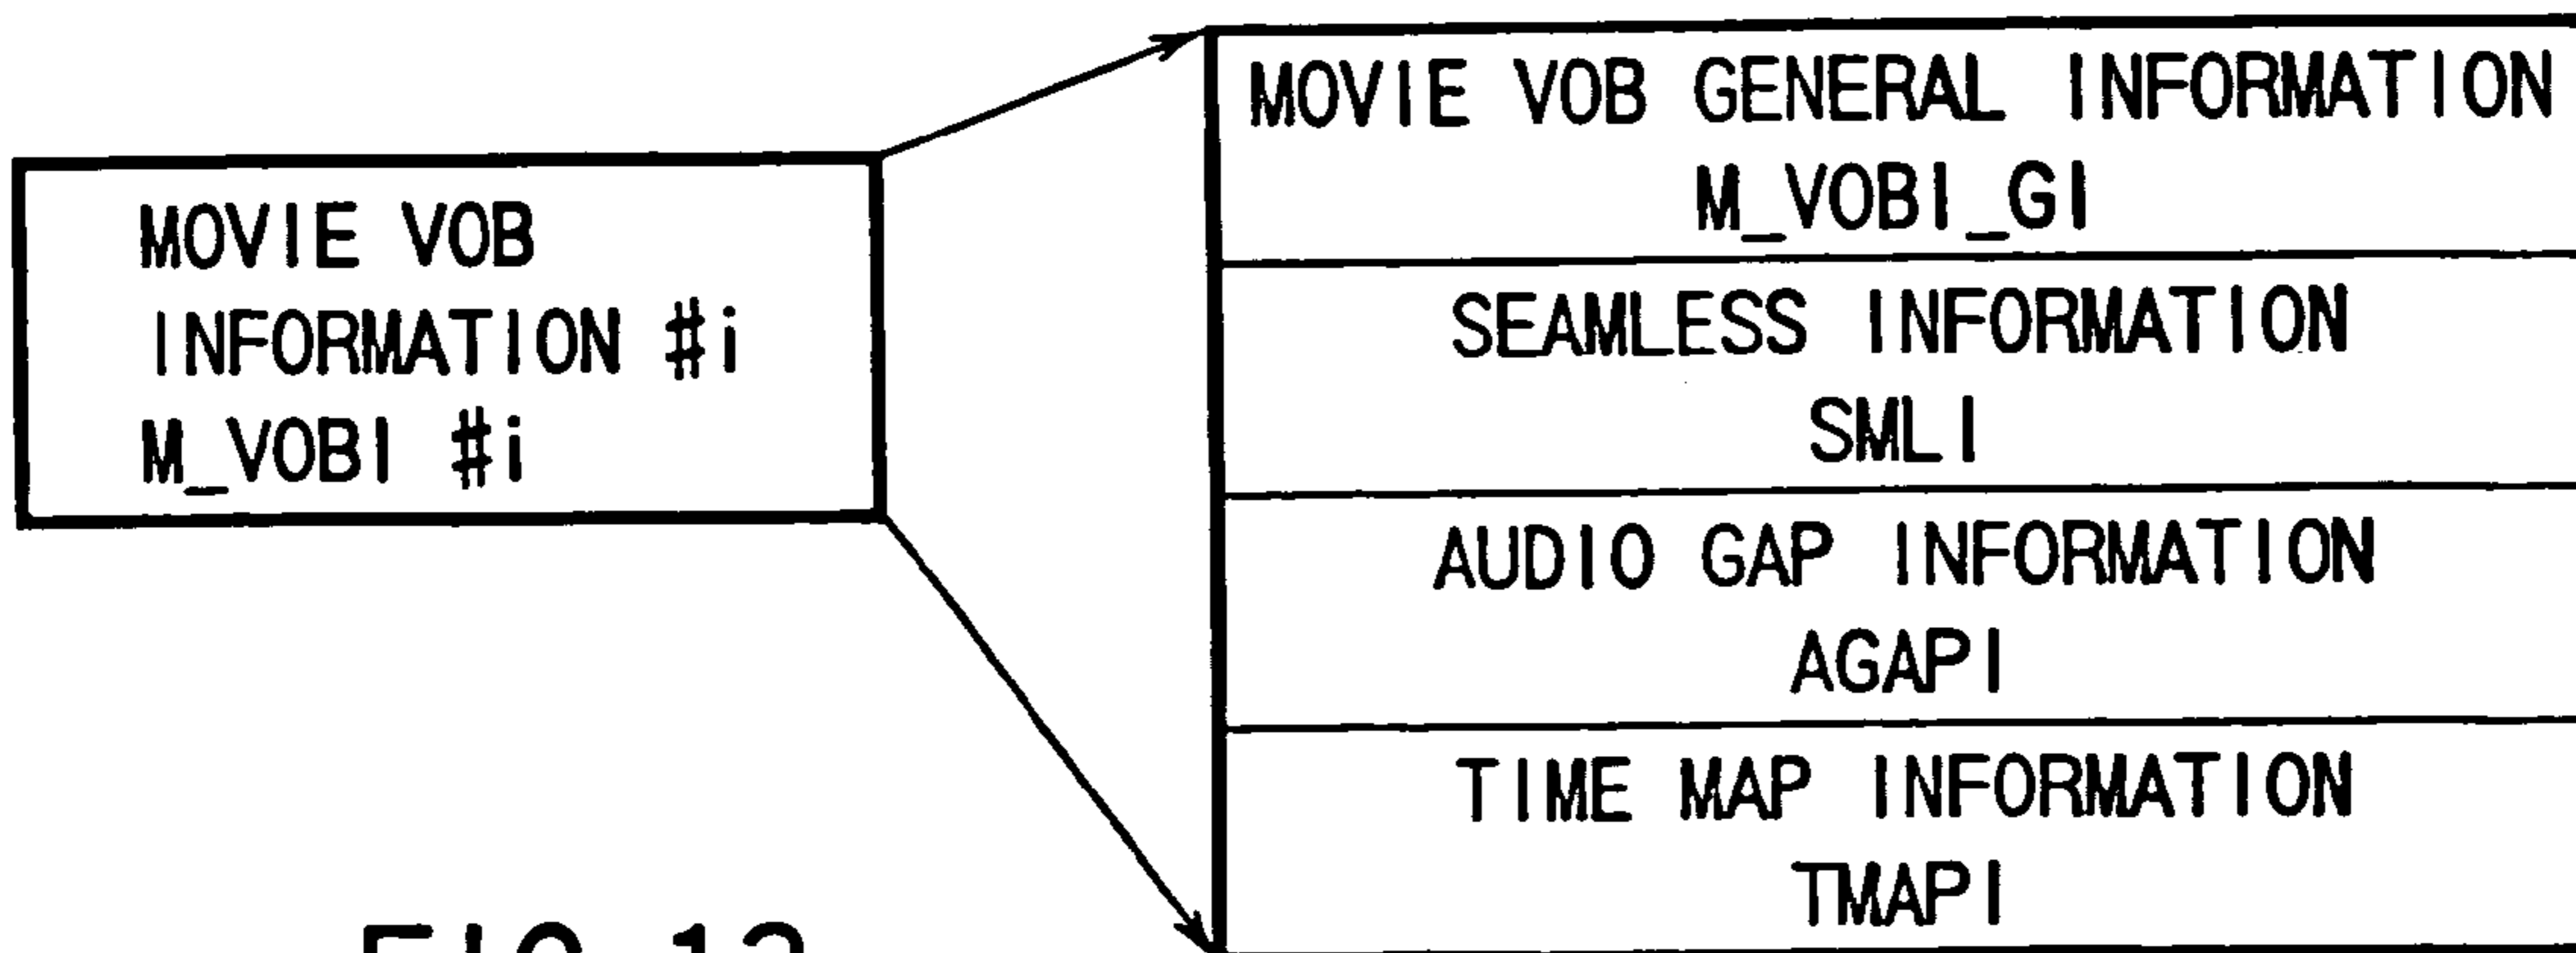 MOVIE VOB
INFORMATION #i
M_VOBI #i
MOVIE VOB GENERAL INFORMATION
M_VOBI_GI
SEAMLESS INFORMATION
SMLI
AUDIO GAP INFORMATION
AGAPI
TIME MAP INFORMATION
TMAPI